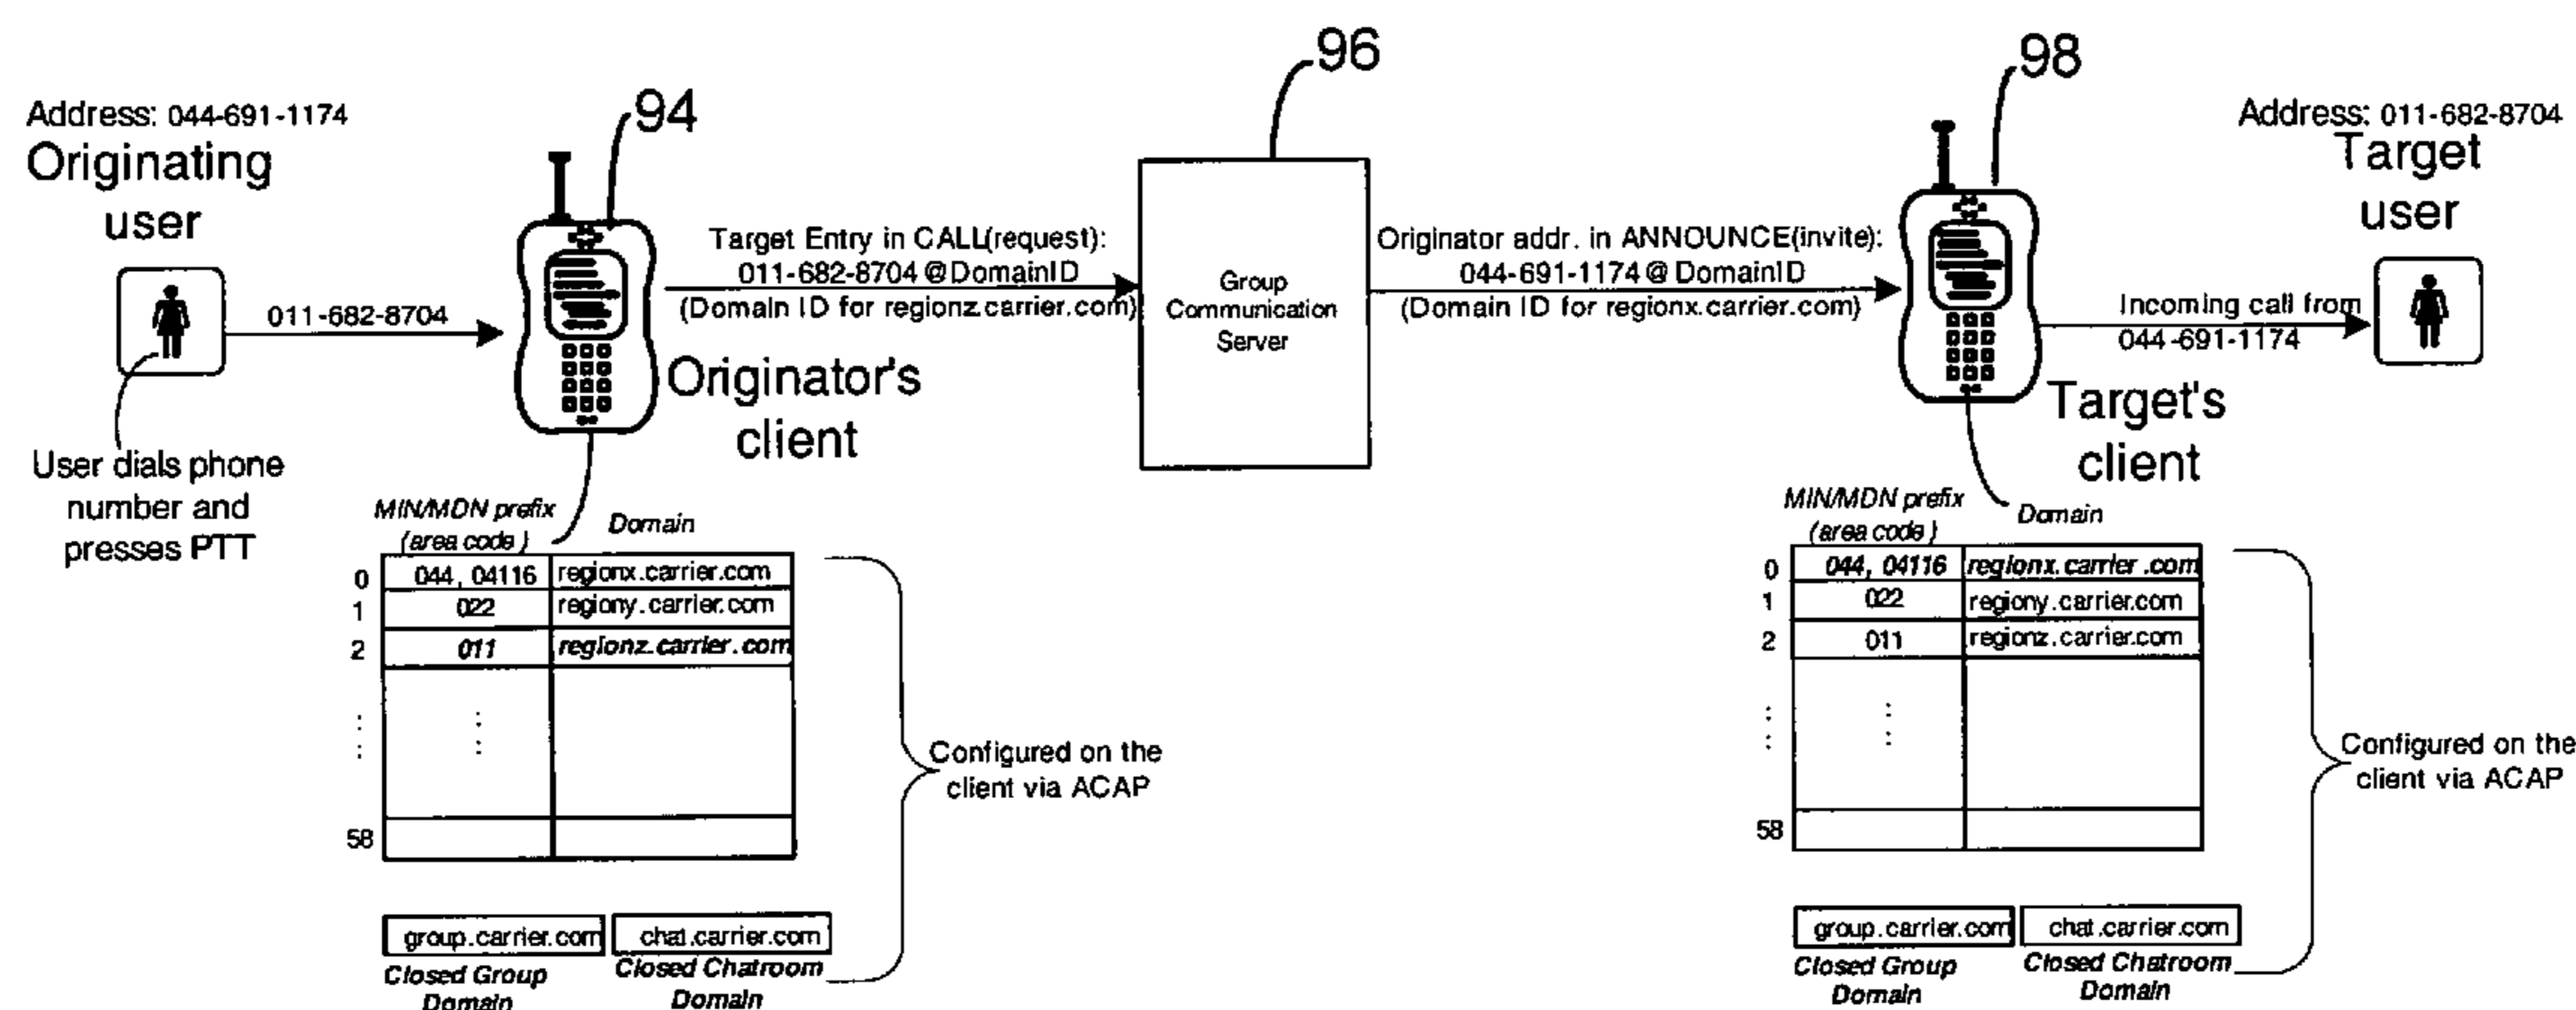 96
98
94
Address: 044-691-1174
Originating
user
Address: 011-682-8704
Target
user
011-682-8704
Target Entry in CALL(request):
011-682-8704@DomainID
(Domain ID for regionz.carrier.com)
Group
Communication
Server
Originator addr. in ANNOUNCE(invite):
044-691-1174@DomainID
(Domain ID for regionx.carrier.com)
Incoming call from
044-691-1174
Originator's
client
Target's
client
User dials phone
number and
presses PTT
MIN/MDN prefix
(area code)
Domain
0 044, 04116 regionx.carrier.com
1 022 regiony.carrier.com
2 011 regionz.carrier.com
58
Configured on the
client via ACAP
group.carrier.com
Closed Group
Domain
chat.carrier.com
Closed Chatroom
Domain
MIN/MDN prefix
(area code)
Domain
0 044, 04116 regionx.carrier.com
1 022 regiony.carrier.com
2 011 regionz.carrier.com
58
Configured on the
client via ACAP
group.carrier.com
Closed Group
Domain
chat.carrier.com
Closed Chatroom
Domain